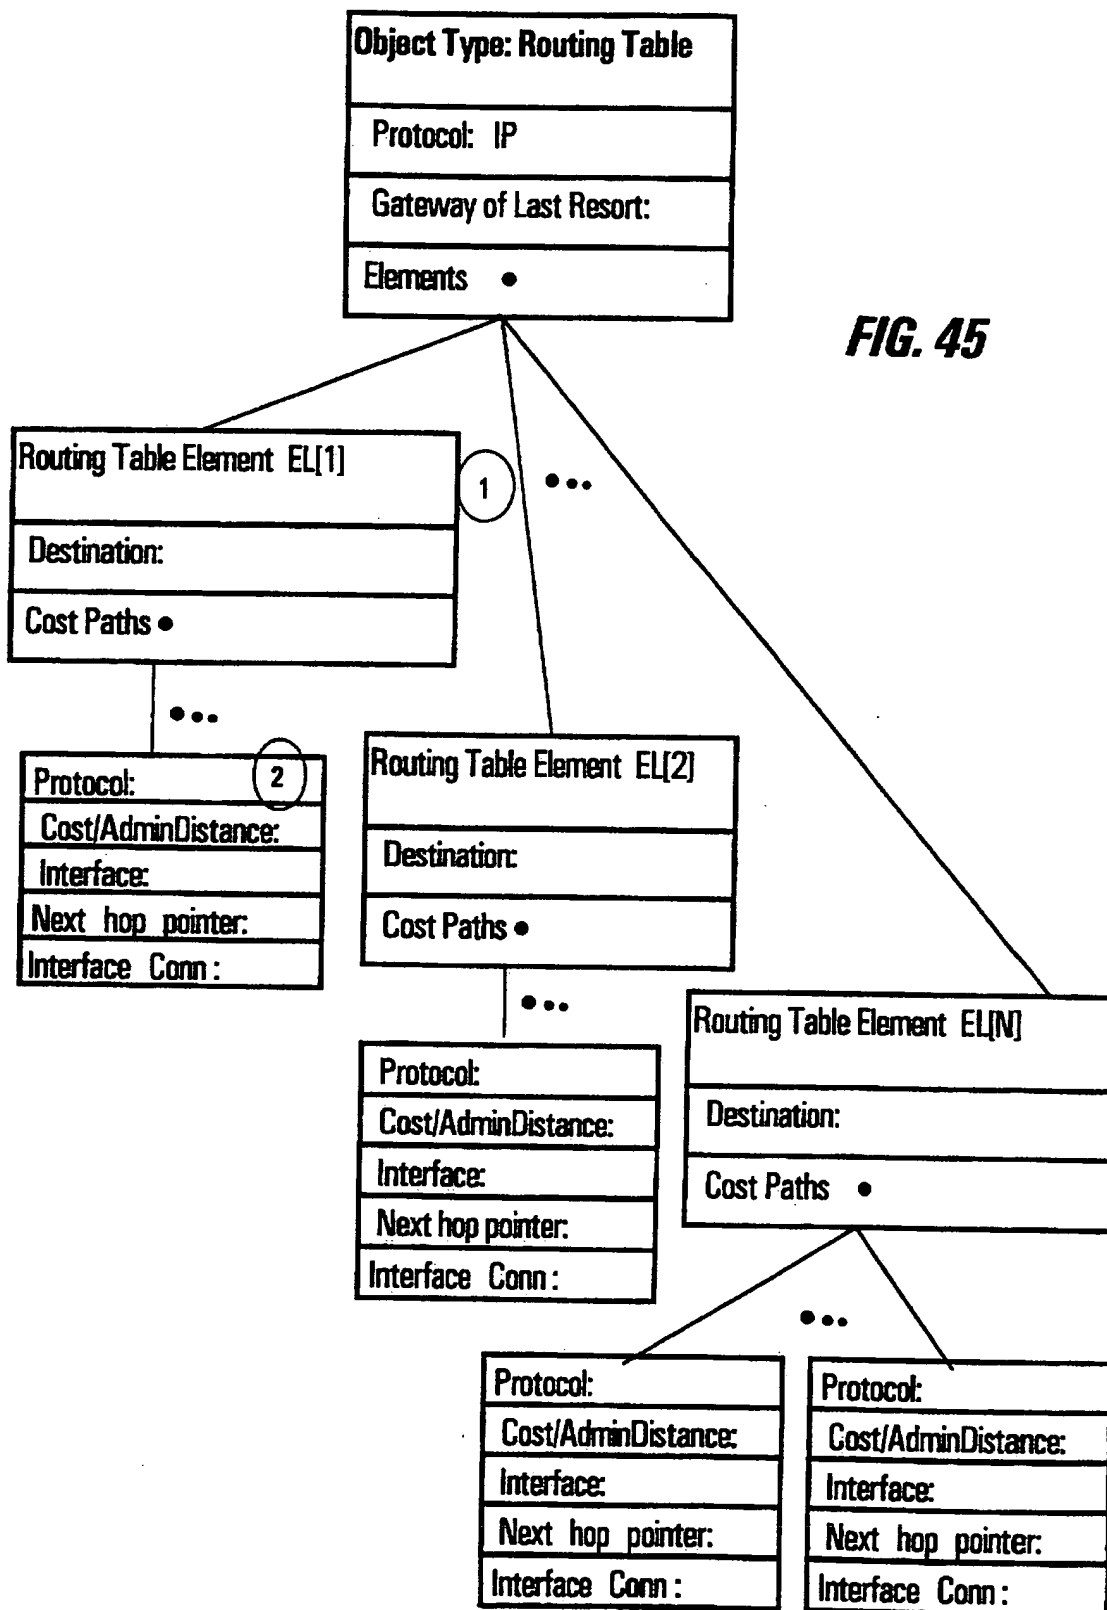 Object Type: Routing Table
Protocol: IP
Gateway of Last Resort:
Elements
FIG. 45
Routing Table Element EL[1]
1
Destination:
Cost Paths
Protocol:
2
Cost/AdminDistance:
Interface:
Next hop pointer:
Interface Conn :
Routing Table Element EL[2]
Destination:
Cost Paths
Protocol:
Cost/AdminDistance:
Interface:
Next hop pointer:
Interface Conn :
Routing Table Element EL[N]
Destination:
Cost Paths
Protocol:
Cost/AdminDistance:
Interface:
Next hop pointer:
Interface Conn :
Protocol:
Cost/AdminDistance:
Interface:
Next hop pointer:
Interface Conn :